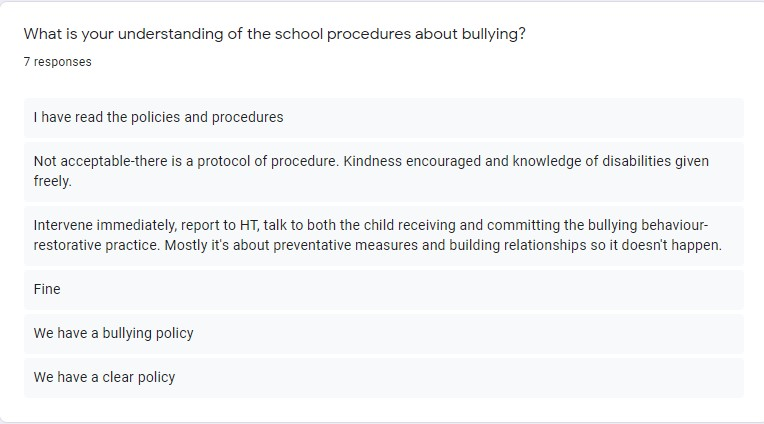 What is your understanding of the school procedures about bullying?
7 responses
I have read the policies and procedures
Not acceptable-there is a protocol of procedure. Kindness encouraged and knowledge of disabilities given
freely.
Intervene immediately, report to HT, talk to both the child receiving and committing the bullying behaviour-
restorative practice. Mostly it's about preventative measures and building relationships so it doesn't happen.
Fine
We have a bullying policy
We have a clear policy